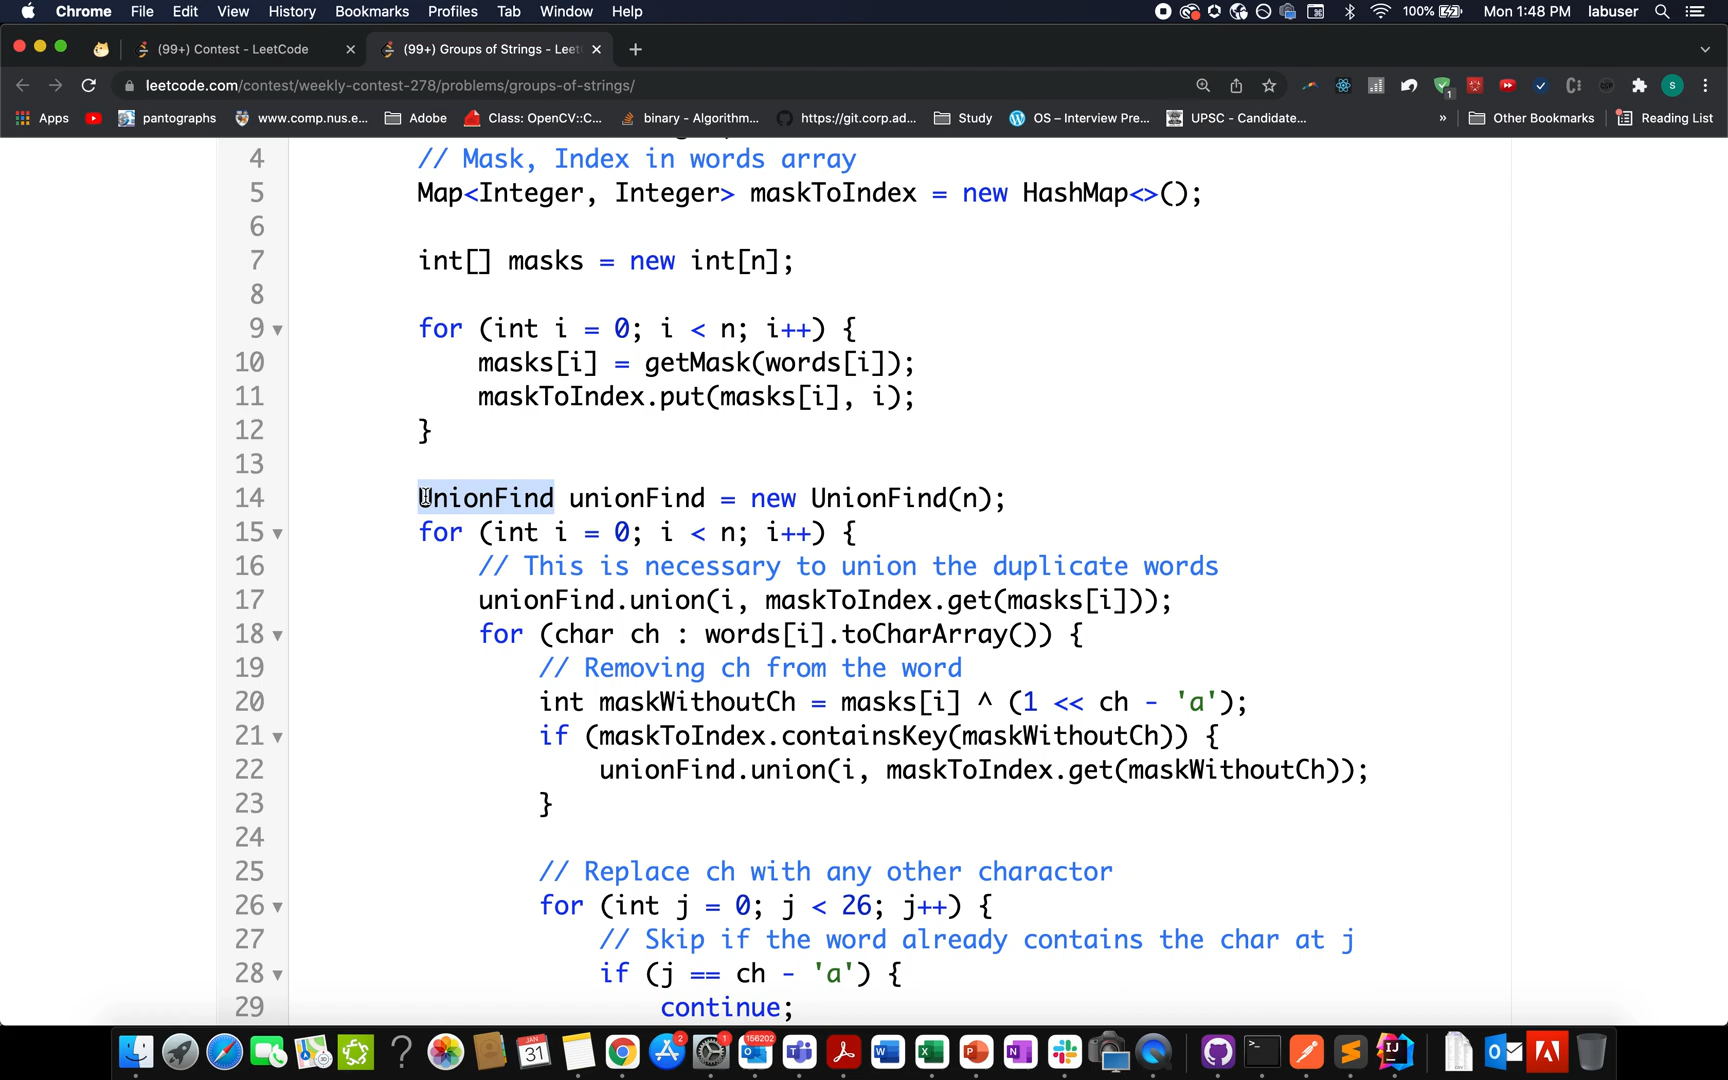 Chrome File Edit View History Bookmarks Profiles Tab Window Help 100% Mon 1:48 PM labuser
(99+) Contest - LeetCode (99+) Groups of Strings - Leet
leetcode.com/contest/weekly-contest-278/problems/groups-of-strings/
Apps pantographs www.comp.nus.e... Adobe Class: OpenCV::C... binary - Algorithm... https://git.corp.ad... Study OS – Interview Pre... UPSC - Candidate... » Other Bookmarks Reading List
4 // Mask, Index in words array
5 Map<Integer, Integer> maskToIndex = new HashMap<>();
6
7 int[] masks = new int[n];
8
9 for (int i = 0; i < n; i++) {
10 masks[i] = getMask(words[i]);
11 maskToIndex.put(masks[i], i);
12 }
13
14 UnionFind unionFind = new UnionFind(n);
15 for (int i = 0; i < n; i++) {
16 // This is necessary to union the duplicate words
17 unionFind.union(i, maskToIndex.get(masks[i]));
18 for (char ch : words[i].toCharArray()) {
19 // Removing ch from the word
20 int maskWithoutCh = masks[i] ^ (1 << ch - 'a');
21 if (maskToIndex.containsKey(maskWithoutCh)) {
22 unionFind.union(i, maskToIndex.get(maskWithoutCh));
23 }
24
25 // Replace ch with any other charactor
26 for (int j = 0; j < 26; j++) {
27 // Skip if the word already contains the char at j
28 if (j == ch - 'a') {
29 continue;